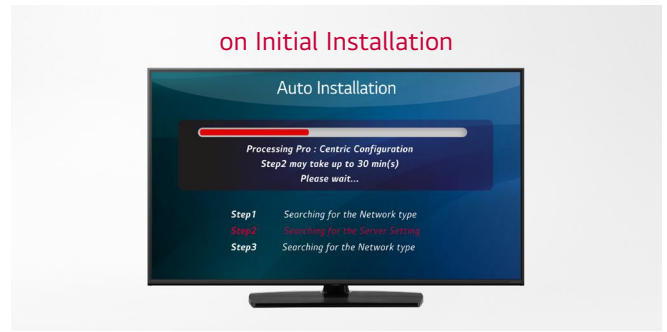 on Initial Installation
Auto Installation
Processing Pro : Centric Configuration
Step2 may take up to 30 min(s)
Please wait...
Step1 Searching for the Network type
Step2 Searching for the Server Setting
Step3 Searching for the Network type